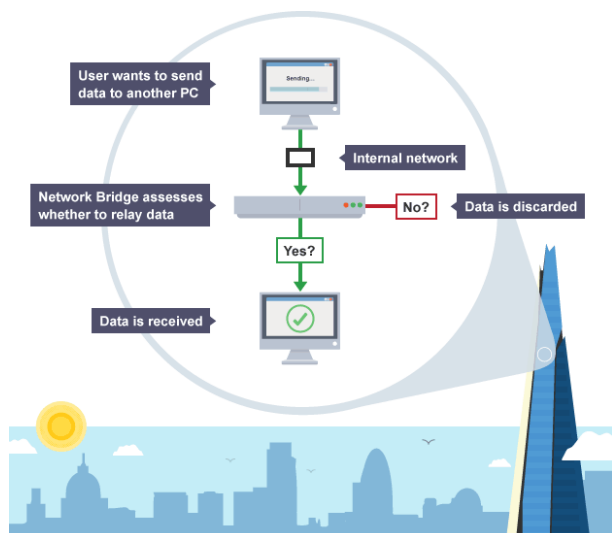 User wants to send
data to another PC
Sending...
Internal network
Network Bridge assesses
whether to relay data
No?
Data is discarded
Yes?
Data is received